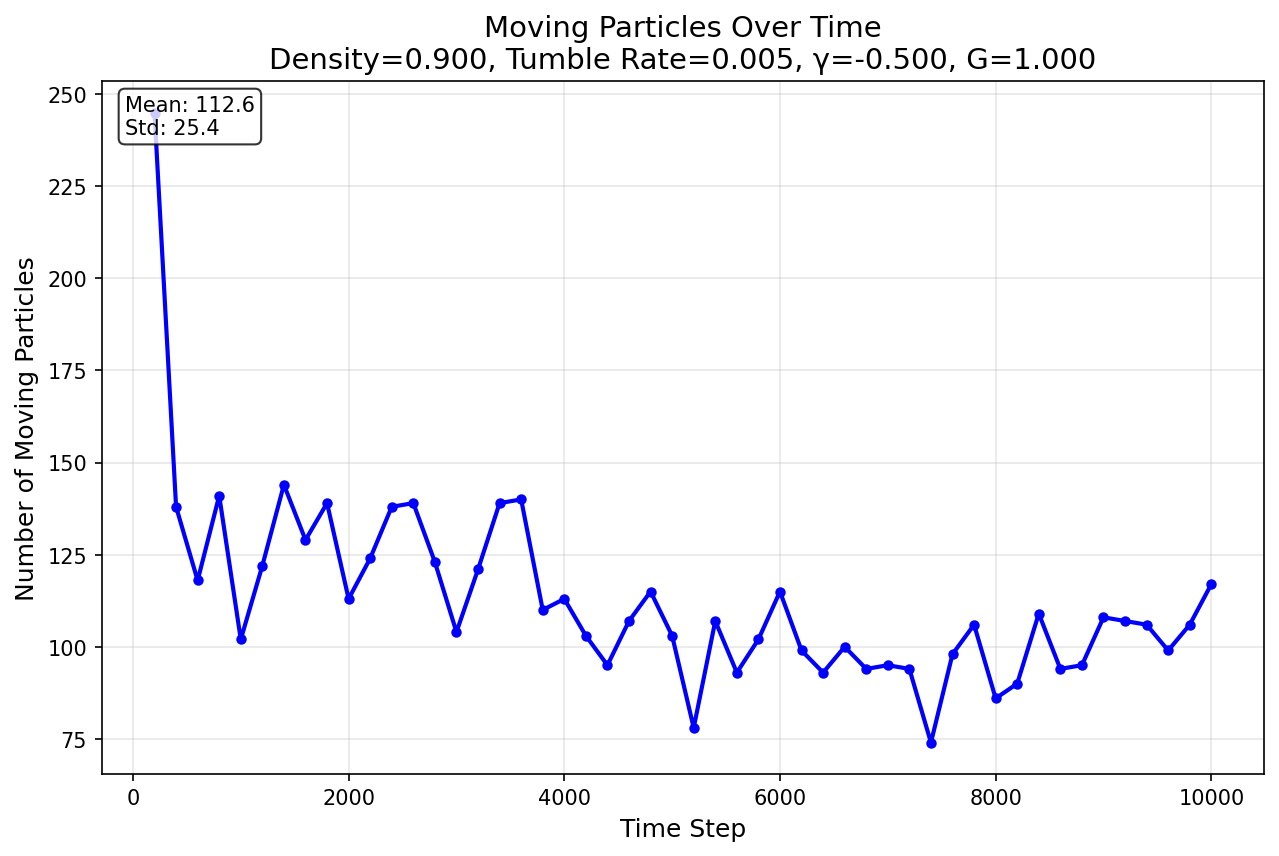 Moving Particles Over Time
Density=0.900, Tumble Rate=0.005, γ=-0.500, G=1.000
Mean: 112.6
Std: 25.4
Number of Moving Particles
250
225
200
175
150
125
100
75
0
2000
4000
6000
8000
10000
Time Step